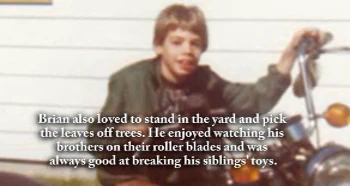 Brian also loved to stand in the yard and pick
the leaves off trees. He enjoyed watching his
brothers on their roller blades and was
always good at breaking his siblings' toys.